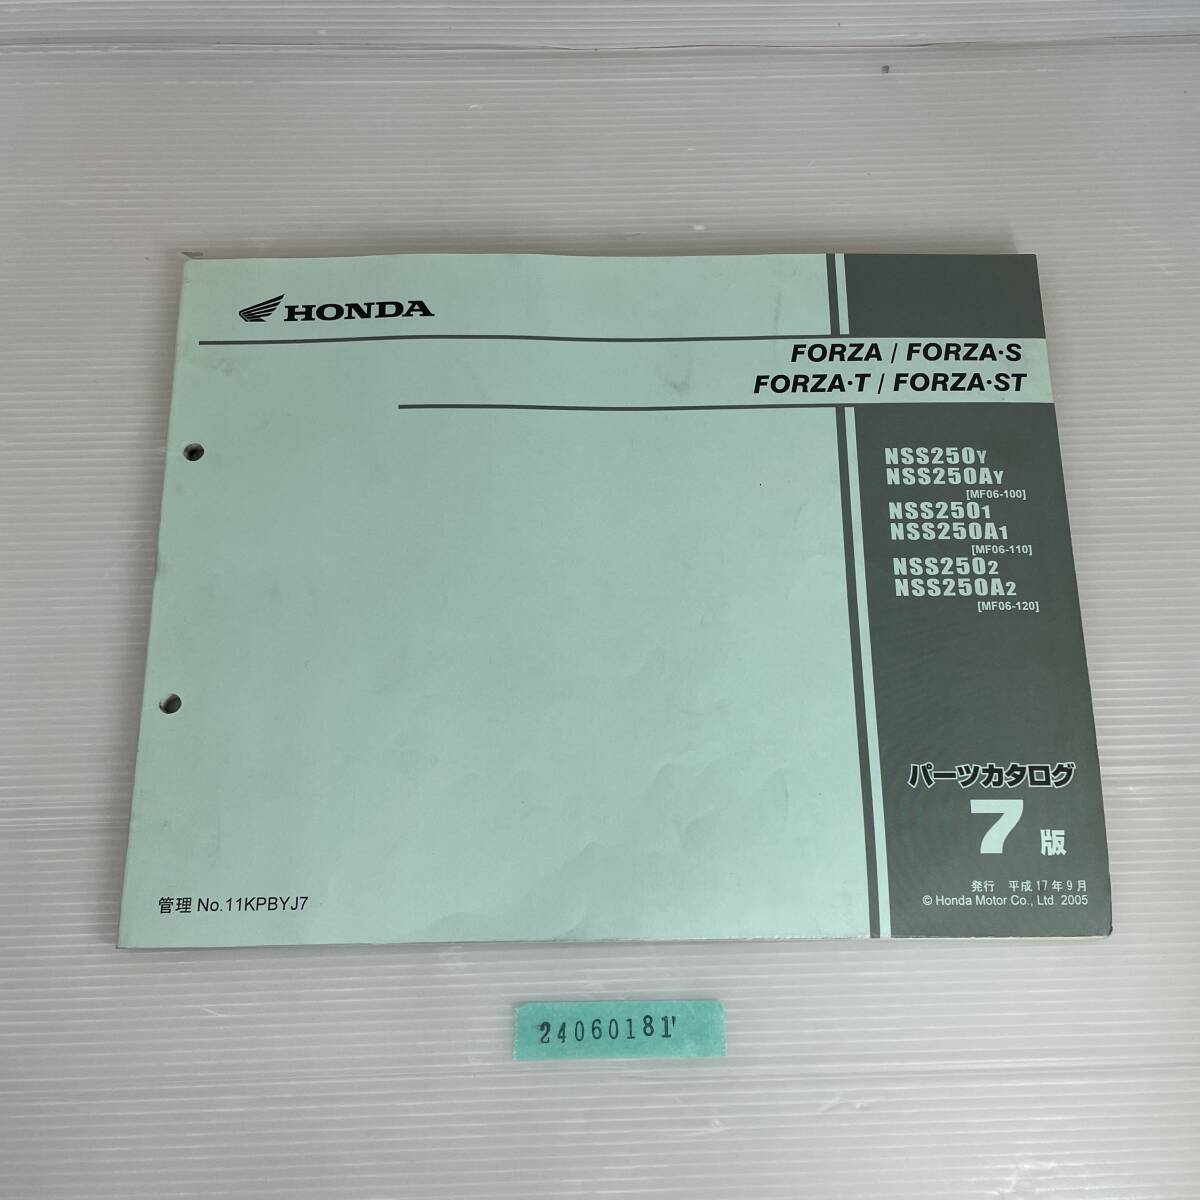 HONDA
FORZA / FORZA·S
FORZA·T / FORZA·ST
NSS250Y
NSS250AY
[MF06-100]
NSS2501
NSS250A1
[MF06-110]
NSS2502
NSS250A2
[MF06-120]
パーツカタログ
7版
発行 平成17年9月
© Honda Motor Co., Ltd. 2005
管理 No.11KPBYJ7
24060181'